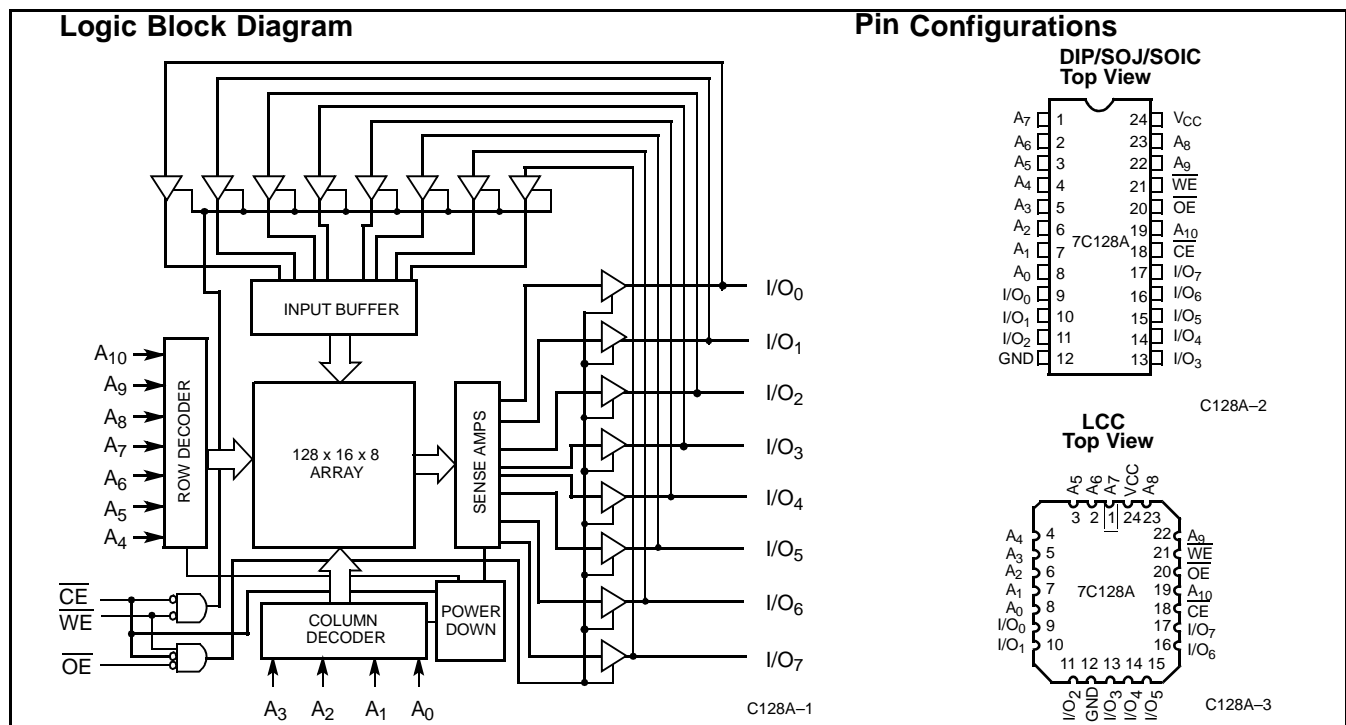 Logic Block Diagram
INPUT BUFFER
A10
A9
A8
A7
A6
A5
A4
ROW DECODER
128 x 16 x 8
ARRAY
SENSE AMPS
I/O0
I/O1
I/O2
I/O3
I/O4
I/O5
I/O6
I/O7
CE
WE
OE
COLUMN
DECODER
POWER
DOWN
A3 A2 A1 A0
C128A–1
Pin Configurations
DIP/SOJ/SOIC
Top View
A7 1 24 VCC
A6 2 23 A8
A5 3 22 A9
A4 4 21 WE
A3 5 20 OE
A2 6 19 A10
7C128A
A1 7 18 CE
A0 8 17 I/O7
I/O0 9 16 I/O6
I/O1 10 15 I/O5
I/O2 11 14 I/O4
GND 12 13 I/O3
C128A–2
LCC
Top View
A5 A6 A7 VCC A8
3 2 1 24 23
A4 4 22 A9
A3 5 21 WE
A2 6 20 OE
A1 7 7C128A 19 A10
A0 8 18 CE
I/O0 9 17 I/O7
I/O1 10 16 I/O6
11 12 13 14 15
I/O2 GND I/O3 I/O4 I/O5
C128A–3